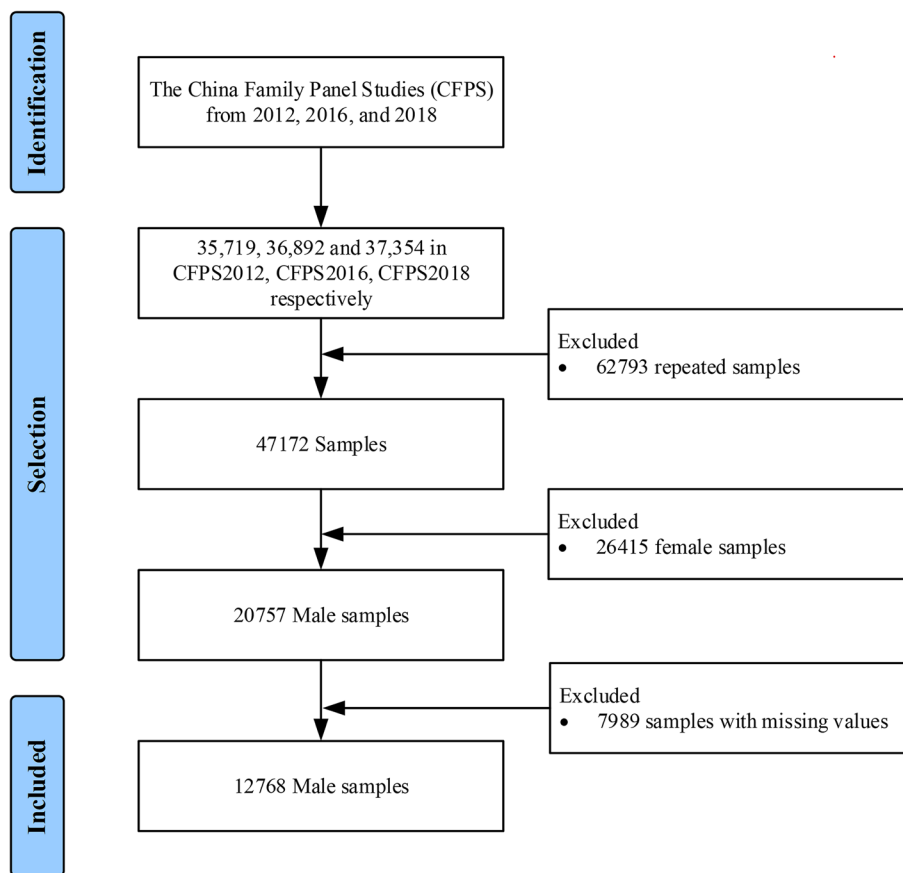 Identification
The China Family Panel Studies (CFPS)
from 2012, 2016, and 2018
Selection
35,719, 36,892 and 37,354 in
CFPS2012, CFPS2016, CFPS2018
respectively
Excluded
• 62793 repeated samples
47172 Samples
Excluded
• 26415 female samples
20757 Male samples
Included
Excluded
• 7989 samples with missing values
12768 Male samples